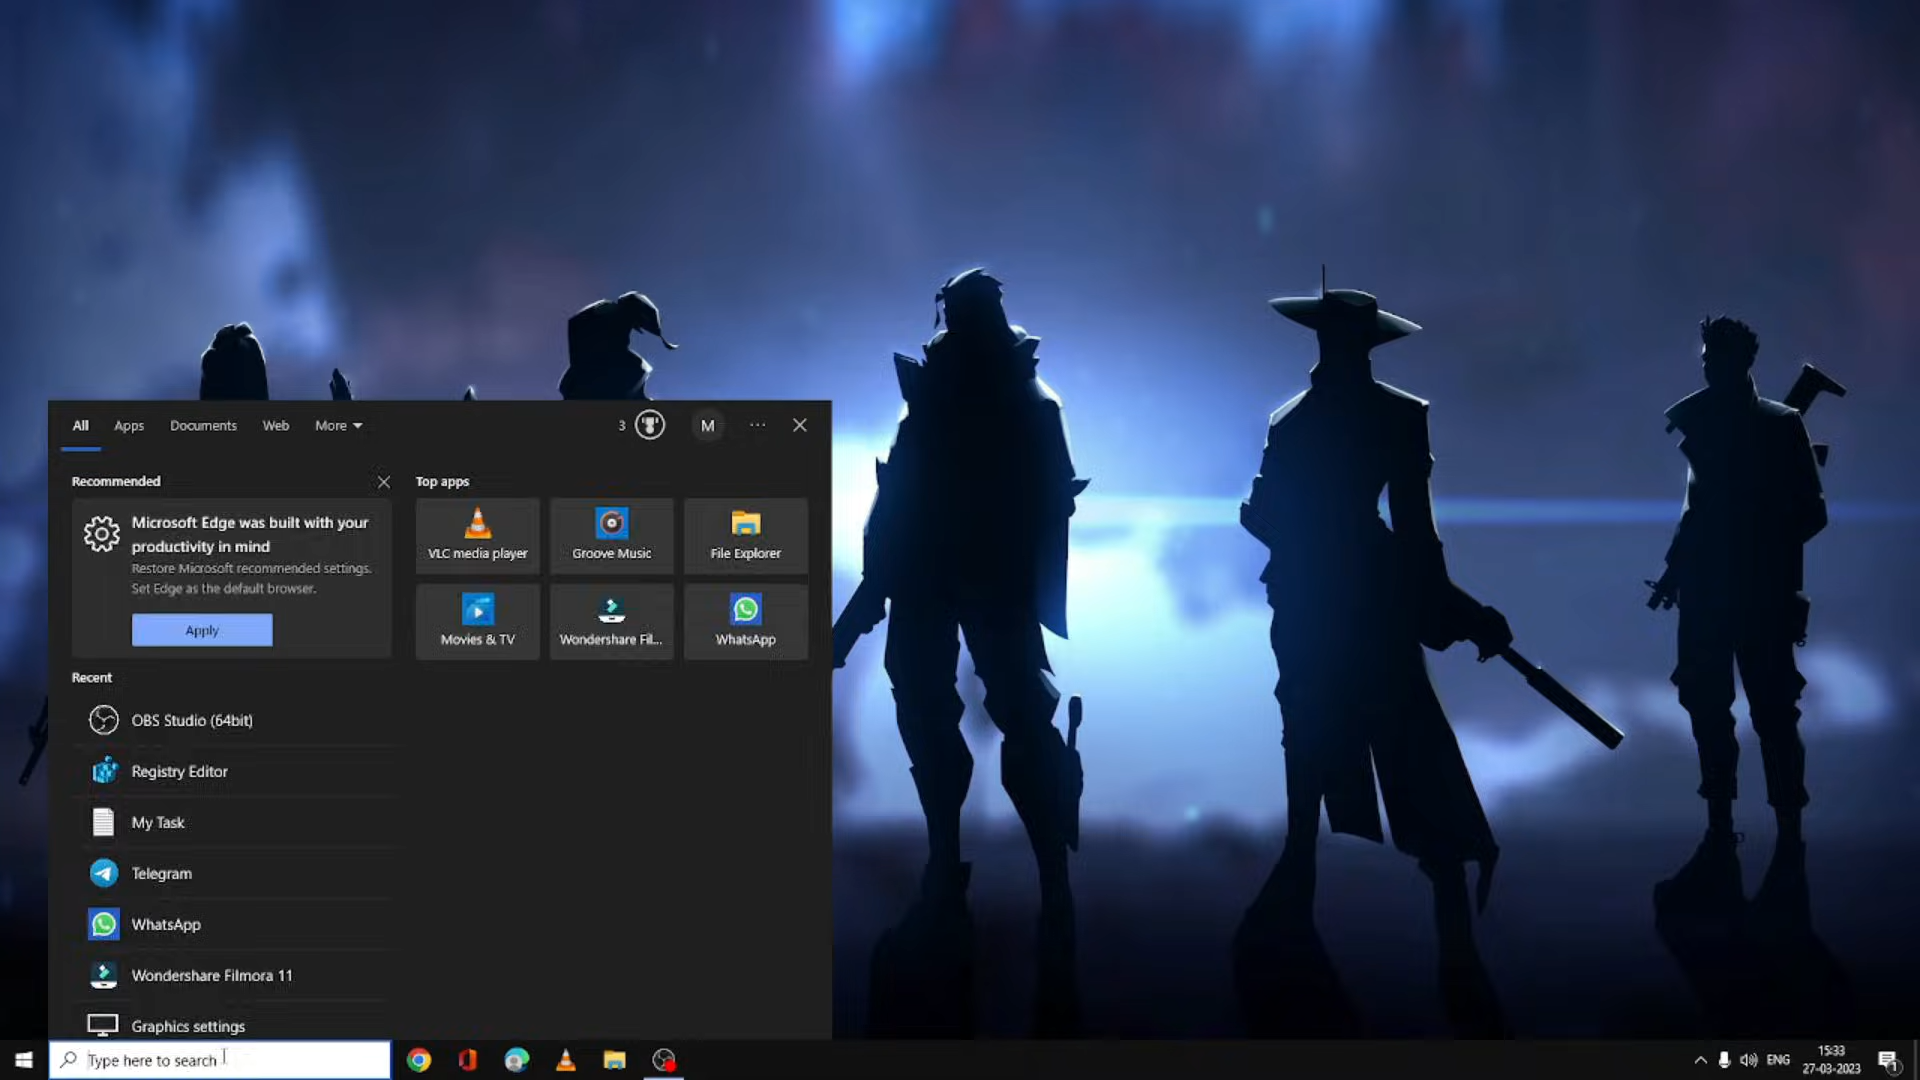 All
Apps
Documents
Web
More
3
M
...
Recommended
Top apps
Microsoft Edge was built with your
productivity in mind
Restore Microsoft recommended settings.
Set Edge as the default browser.
Apply
VLC media player
Groove Music
File Explorer
Movies & TV
Wondershare Fil...
WhatsApp
Recent
OBS Studio (64bit)
Registry Editor
My Task
Telegram
WhatsApp
Wondershare Filmora 11
Graphics settings
Type here to search
ENG
15:33
27-03-2023
1